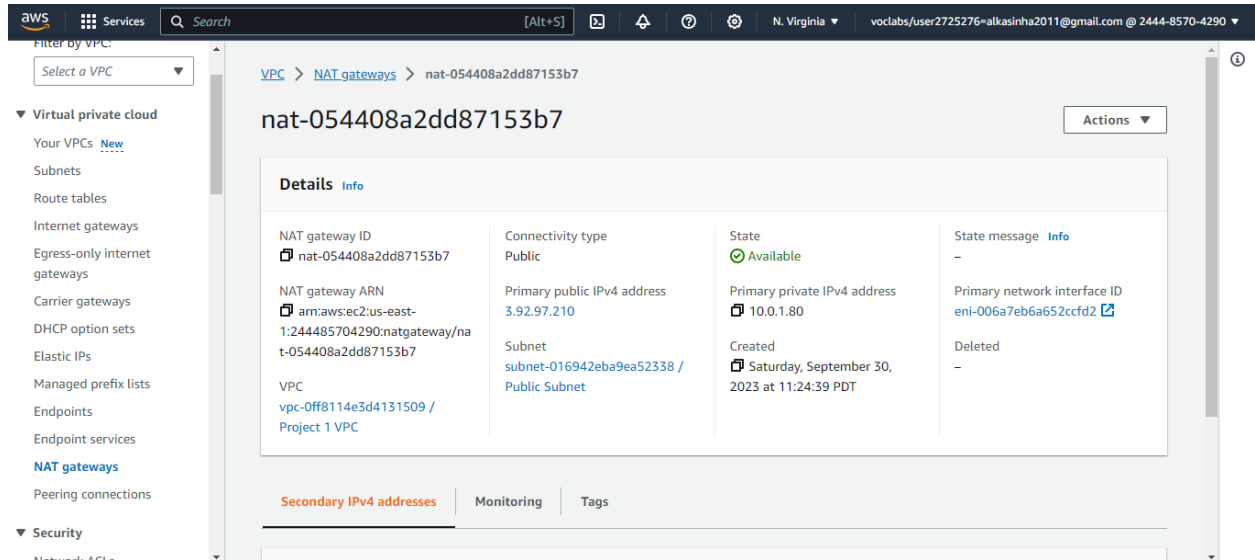 aws
Services
Search
[Alt+S]
N. Virginia ▼
voclabs/user2725276=alkasinha2011@gmail.com @ 2444-8570-4290 ▼
Filter by VPC:
Select a VPC
Virtual private cloud
Your VPCs New
Subnets
Route tables
Internet gateways
Egress-only internet
gateways
Carrier gateways
DHCP option sets
Elastic IPs
Managed prefix lists
Endpoints
Endpoint services
NAT gateways
Peering connections
Security
Network ACLs
VPC > NAT gateways > nat-054408a2dd87153b7
nat-054408a2dd87153b7
Actions ▼
Details Info
NAT gateway ID
nat-054408a2dd87153b7
NAT gateway ARN
arn:aws:ec2:us-east-
1:244485704290:natgateway/na
t-054408a2dd87153b7
VPC
vpc-0ff8114e3d4131509 /
Project 1 VPC
Connectivity type
Public
Primary public IPv4 address
3.92.97.210
Subnet
subnet-016942eba9ea52338 /
Public Subnet
State
Available
Primary private IPv4 address
10.0.1.80
Created
Saturday, September 30,
2023 at 11:24:39 PDT
State message Info
–
Primary network interface ID
eni-006a7eb6a652ccfd2
Deleted
–
Secondary IPv4 addresses
Monitoring
Tags